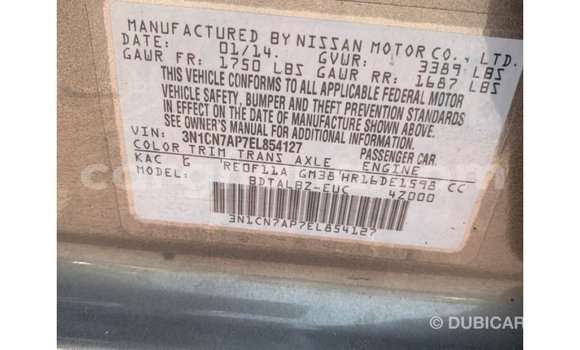 MANUFACTURED BY NISSAN MOTOR CO., LTD.
DATE: 01/14. GVWR: 3389 LBS
GAWR FR: 1750 LBS GAWR RR: 1687 LBS
THIS VEHICLE CONFORMS TO ALL APPLICABLE FEDERAL MOTOR
VEHICLE SAFETY, BUMPER AND THEFT PREVENTION STANDARDS
IN EFFECT ON THE DATE OF MANUFACTURE SHOWN ABOVE.
SEE OWNER'S MANUAL FOR ADDITIONAL INFORMATION.
VIN: 3N1CN7AP7EL854127 PASSENGER CAR.
COLOR TRIM TRANS AXLE ENGINE
KAC G RE0F11A GM38 HR16DE1598 CC
MODEL: BDTALBZ-EUC 4Z000
3N1CN7AP7EL854127
© DUBICAR